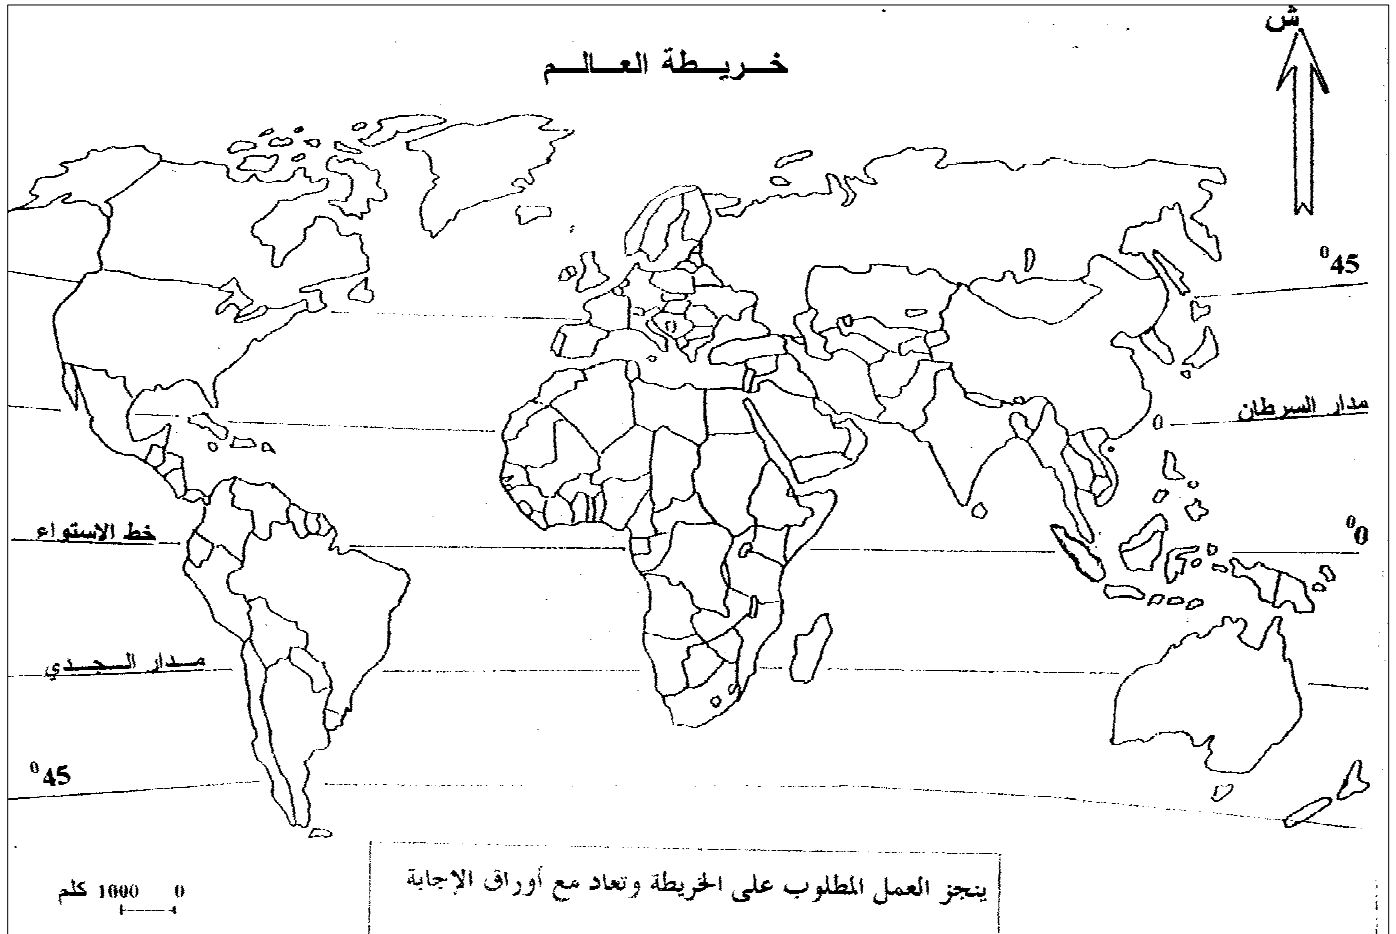 ش
خريطة العالم
45⁰
مدار السرطان
0⁰
خط الاستواء
مدار الجدي
45⁰
0 1000 كلم
ينجز العمل المطلوب على الخريطة وتعاد مع أوراق الإجابة